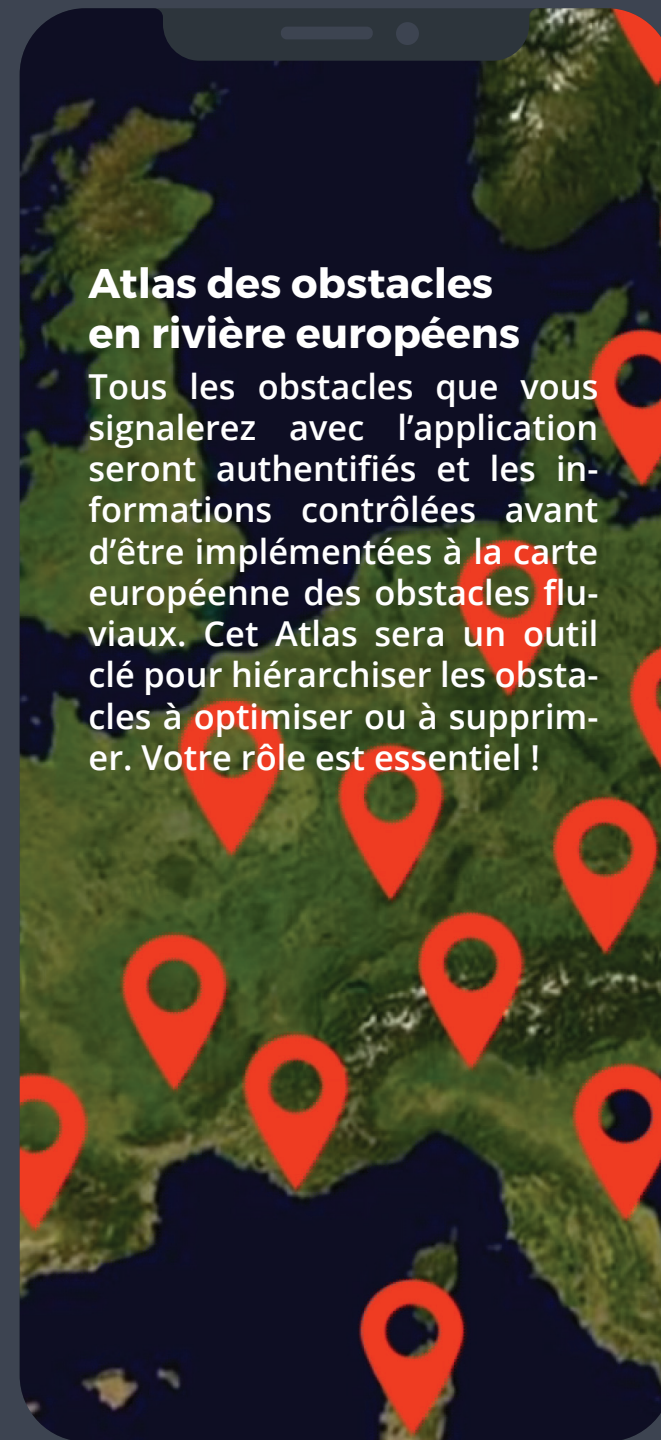 Atlas des obstacles
en rivière européens
Tous les obstacles que vous
signalerez avec l’application
seront authentifiés et les in-
formations contrôlées avant
d’être implémentées à la carte
européenne des obstacles flu-
viaux. Cet Atlas sera un outil
clé pour hiérarchiser les obsta-
cles à optimiser ou à supprim-
er. Votre rôle est essentiel !